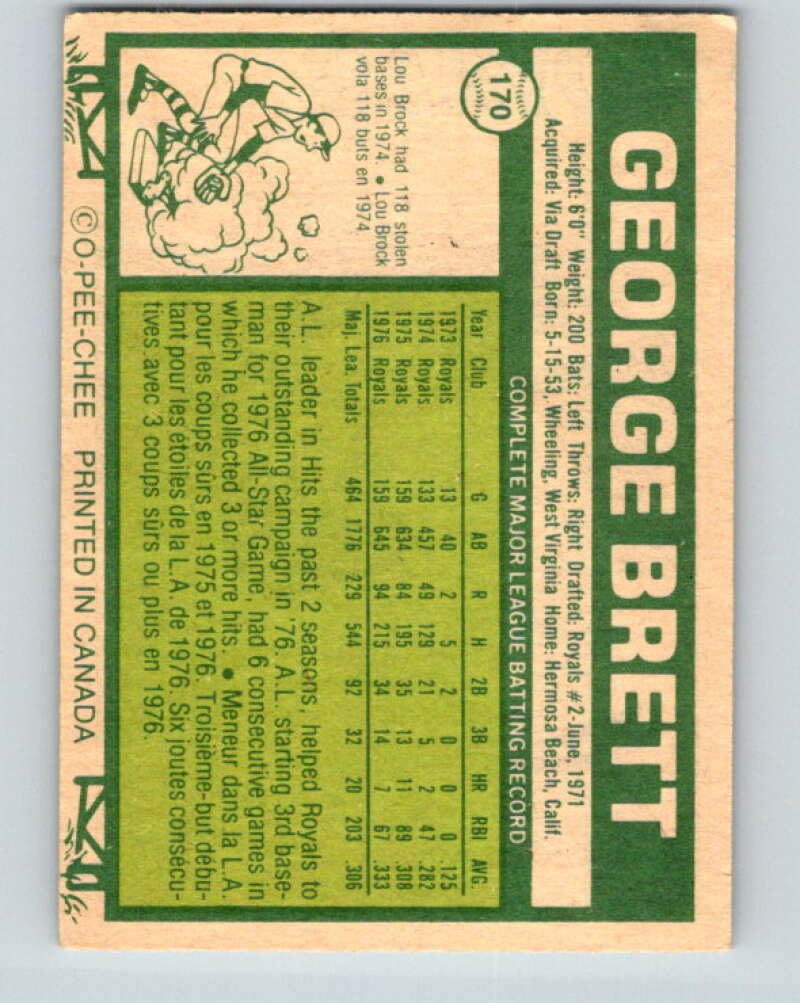 170
GEORGE BRETT
Height: 6'0" Weight: 200 Bats: Left Throws: Right Drafted: Royals #2-June, 1971
Acquired: Via Draft Born: 5-15-53, Wheeling, West Virginia Home: Hermosa Beach, Calif.
COMPLETE MAJOR LEAGUE BATTING RECORD
Year Club G AB R H 2B 3B HR RBI AVG.
1973 Royals 13 40 2 5 2 0 0 0 .125
1974 Royals 133 457 49 129 21 5 2 47 .282
1975 Royals 159 634 84 195 35 13 11 89 .308
1976 Royals 159 645 94 215 34 14 7 67 .333
Maj. Lea. Totals 464 1776 229 544 92 32 20 203 .306
A.L. leader in Hits the past 2 seasons, helped Royals to
their outstanding campaign in '76. A.L. starting 3rd base-
man for 1976 All-Star Game, had 6 consecutive games in
which he collected 3 or more hits. • Meneur dans la L.A.
pour les coups sûrs en 1975 et 1976. Troisième-but débu-
tant pour les étoiles de la L.A. de 1976. Six joutes consécu-
tives avec 3 coups sûrs ou plus en 1976.
Lou Brock had 118 stolen
bases in 1974. • Lou Brock
vola 118 buts en 1974
©O-PEE-CHEE PRINTED IN CANADA